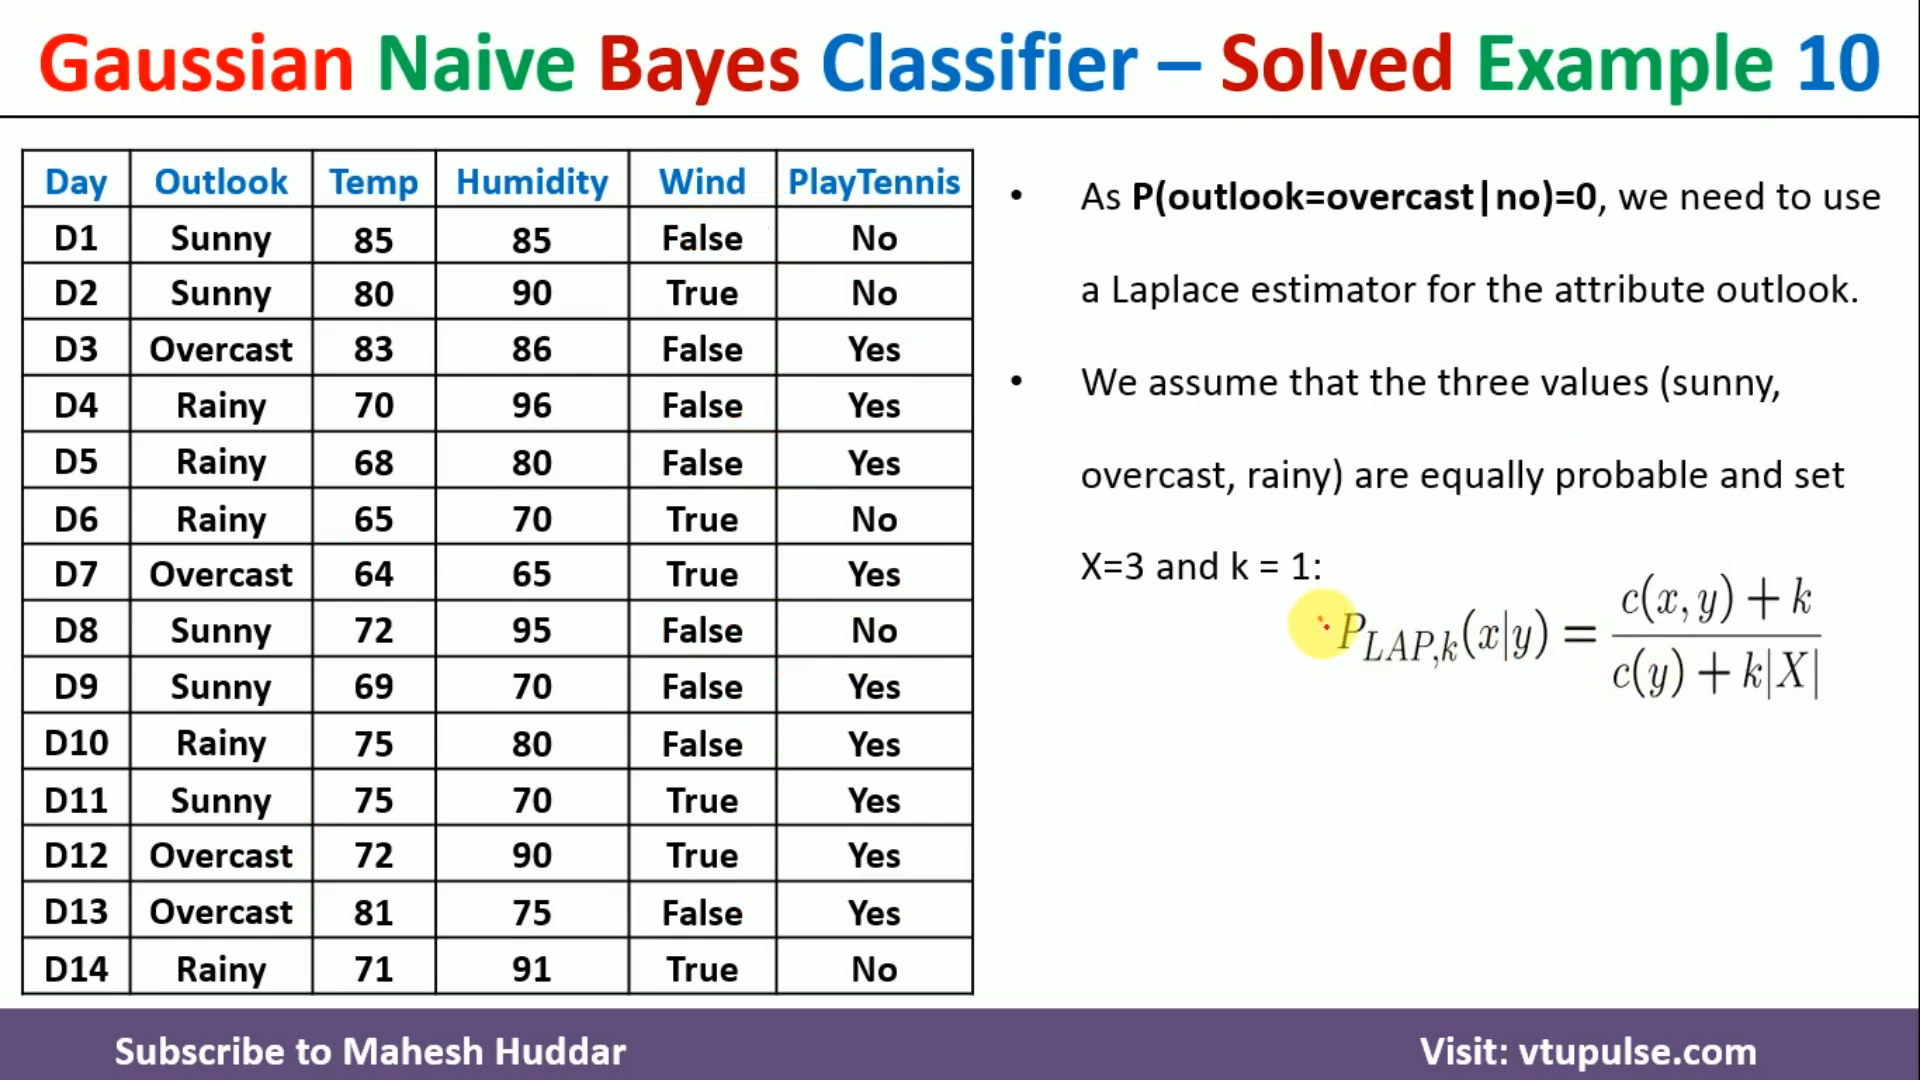 Gaussian Naive Bayes Classifier – Solved Example 10
Day Outlook Temp Humidity Wind PlayTennis
D1 Sunny 85 85 False No
D2 Sunny 80 90 True No
D3 Overcast 83 86 False Yes
D4 Rainy 70 96 False Yes
D5 Rainy 68 80 False Yes
D6 Rainy 65 70 True No
D7 Overcast 64 65 True Yes
D8 Sunny 72 95 False No
D9 Sunny 69 70 False Yes
D10 Rainy 75 80 False Yes
D11 Sunny 75 70 True Yes
D12 Overcast 72 90 True Yes
D13 Overcast 81 75 False Yes
D14 Rainy 71 91 True No
• As P(outlook=overcast|no)=0, we need to use
a Laplace estimator for the attribute outlook.
• We assume that the three values (sunny,
overcast, rainy) are equally probable and set
X=3 and k = 1:
P_{LAP,k}(x|y) = \frac{c(x, y) + k}{c(y) + k|X|}
Subscribe to Mahesh Huddar
Visit: vtupulse.com